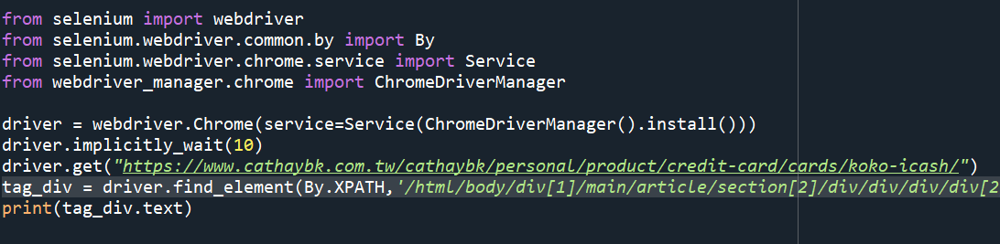 from selenium import webdriver
from selenium.webdriver.common.by import By
from selenium.webdriver.chrome.service import Service
from webdriver_manager.chrome import ChromeDriverManager
driver = webdriver.Chrome(service=Service(ChromeDriverManager().install()))
driver.implicitly_wait(10)
driver.get("https://www.cathaybk.com.tw/cathaybk/personal/product/credit-card/cards/koko-icash/")
tag_div = driver.find_element(By.XPATH,'/html/body/div[1]/main/article/section[2]/div/div/div/div[2
print(tag_div.text)